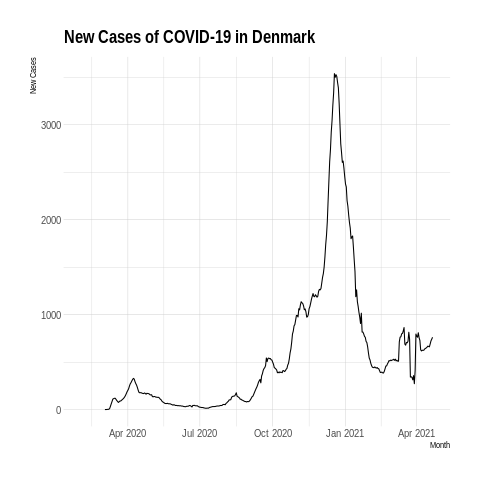 New Cases of COVID-19 in Denmark
New Cases
3000
2000
1000
0
Apr 2020 Jul 2020 Oct 2020 Jan 2021 Apr 2021
Month